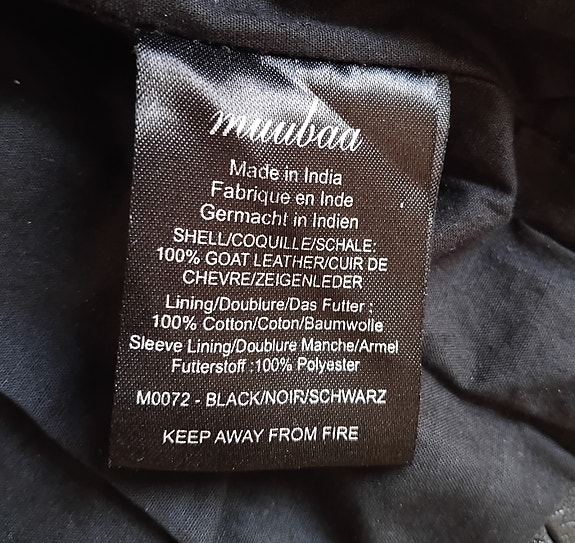 muubaa
Made in India
Fabrique en Inde
Germacht in Indien
SHELL/COQUILLE/SCHALE:
100% GOAT LEATHER/CUIR DE
CHEVRE/ZEIGENLEDER
Lining/Doublure/Das Futter :
100% Cotton/Coton/Baumwolle
Sleeve Lining/Doublure Manche/Armel
Futterstoff :100% Polyester
M0072 - BLACK/NOIR/SCHWARZ
KEEP AWAY FROM FIRE